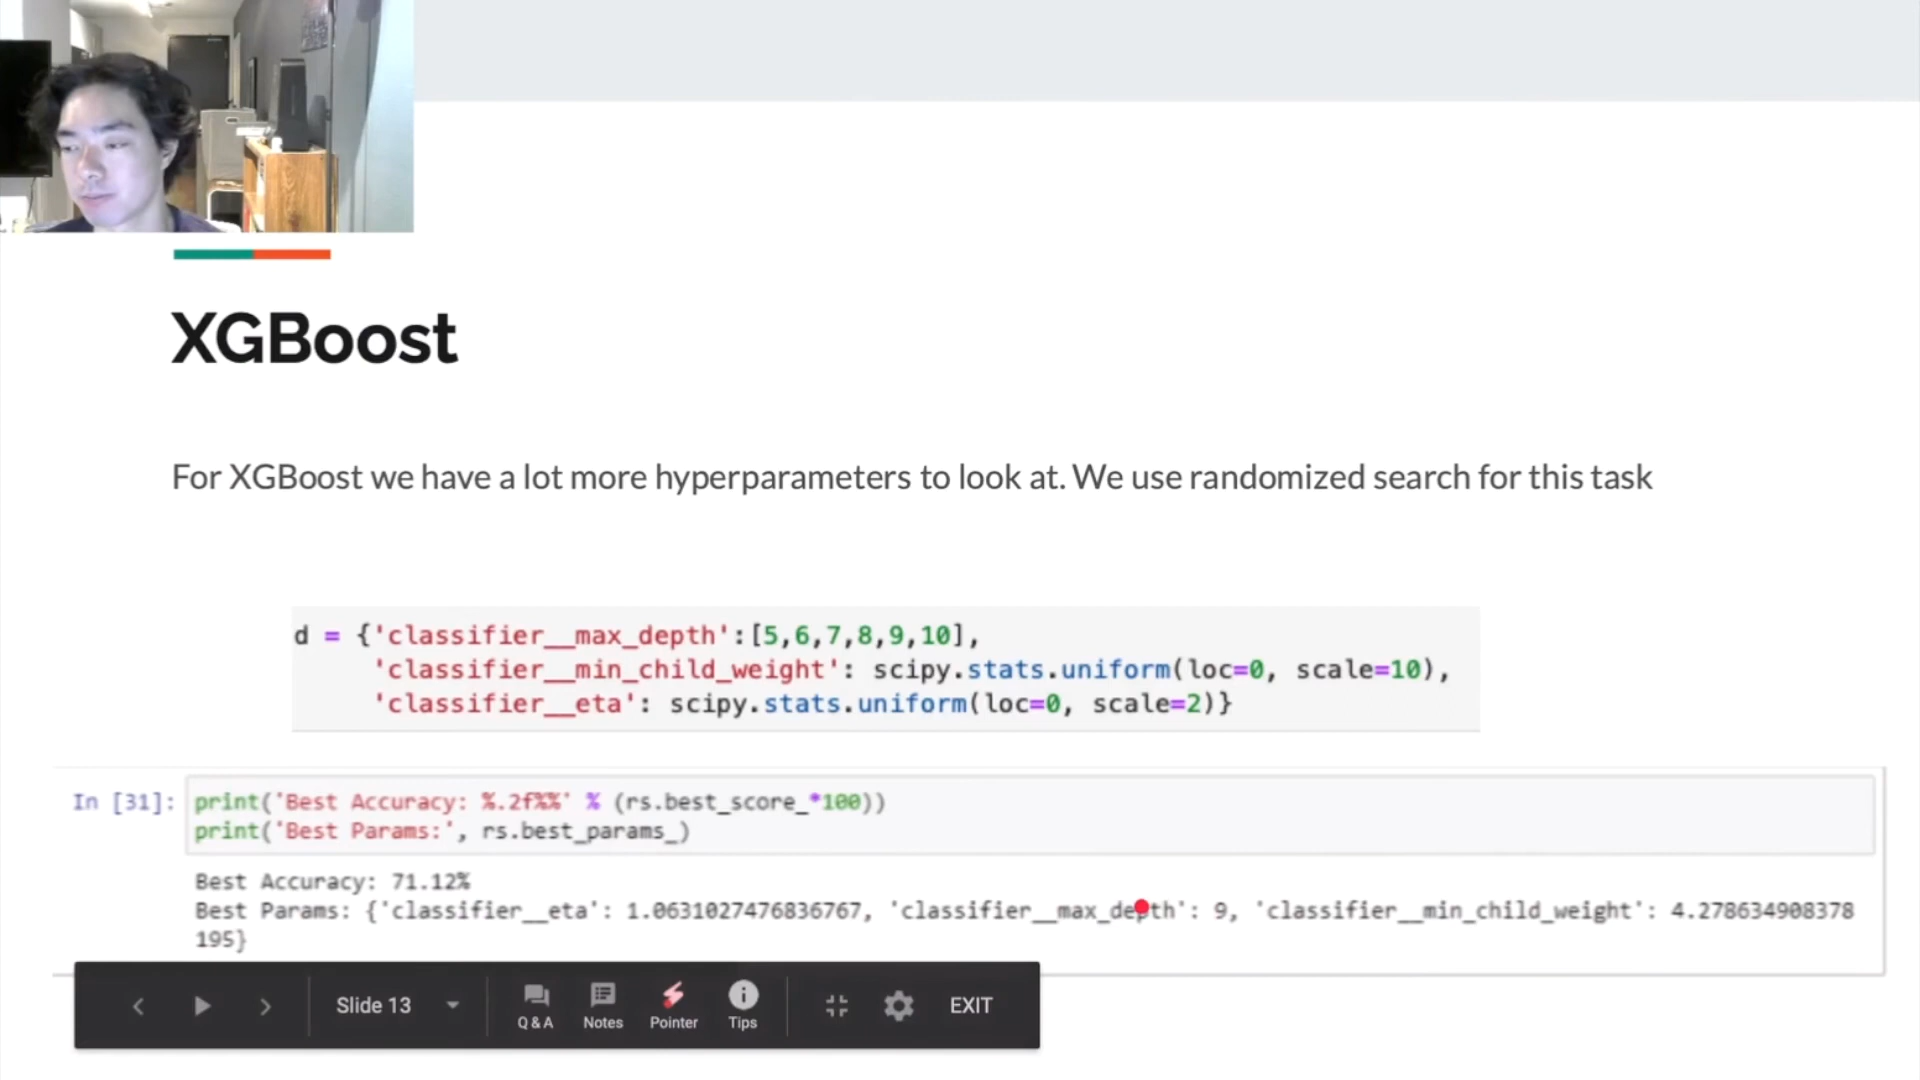 XGBoost
For XGBoost we have a lot more hyperparameters to look at. We use randomized search for this task
d = {'classifier__max_depth':[5,6,7,8,9,10],
'classifier__min_child_weight': scipy.stats.uniform(loc=0, scale=10),
'classifier__eta': scipy.stats.uniform(loc=0, scale=2)}
In [31]: print('Best Accuracy: %.2f%%' % (rs.best_score_*100))
print('Best Params:', rs.best_params_)
Best Accuracy: 71.12%
Best Params: {'classifier__eta': 1.0631027476836767, 'classifier__max_depth': 9, 'classifier__min_child_weight': 4.278634908378
195}
Slide 13 Q & A Notes Pointer Tips EXIT